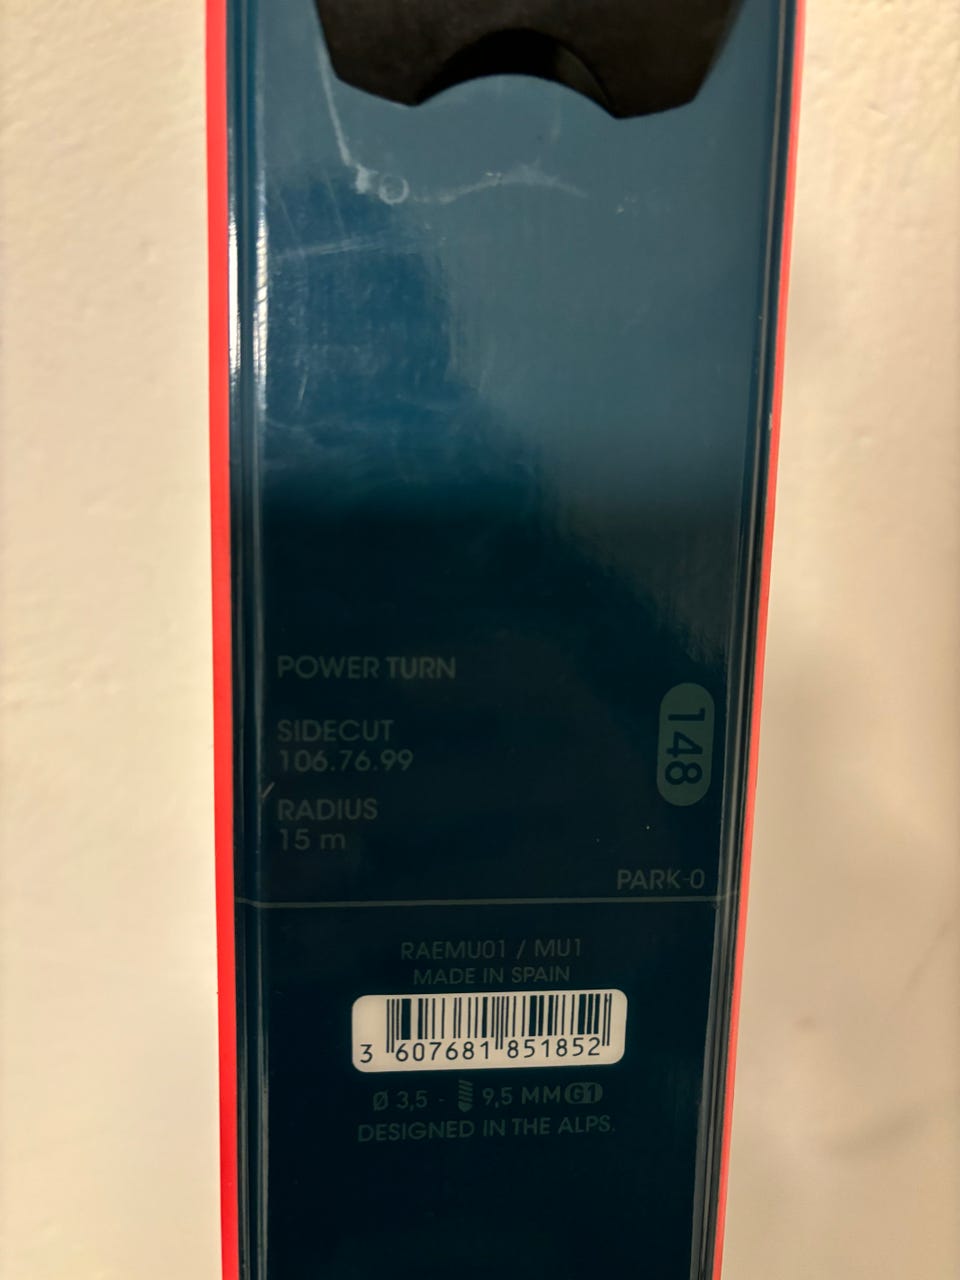 POWER TURN
SIDECUT
106.76.99
RADIUS
15 m
148
PARK-0
RAEMU01 / MU1
MADE IN SPAIN
3 607681 851852
Ø 3,5 - 9,5 MM G1
DESIGNED IN THE ALPS.